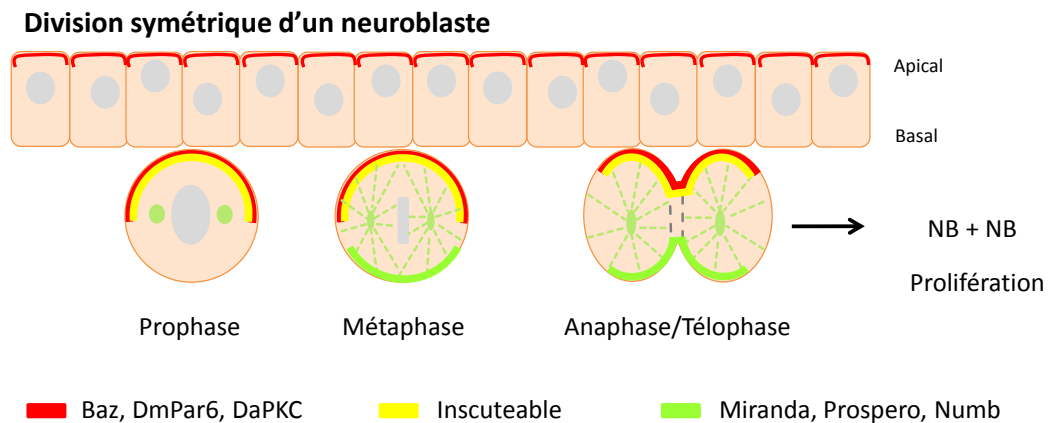 Division symétrique d’un neuroblaste
Apical
Basal
NB + NB
Prolifération
Prophase
Métaphase
Anaphase/Télophase
Baz, DmPar6, DaPKC
Inscuteable
Miranda, Prospero, Numb